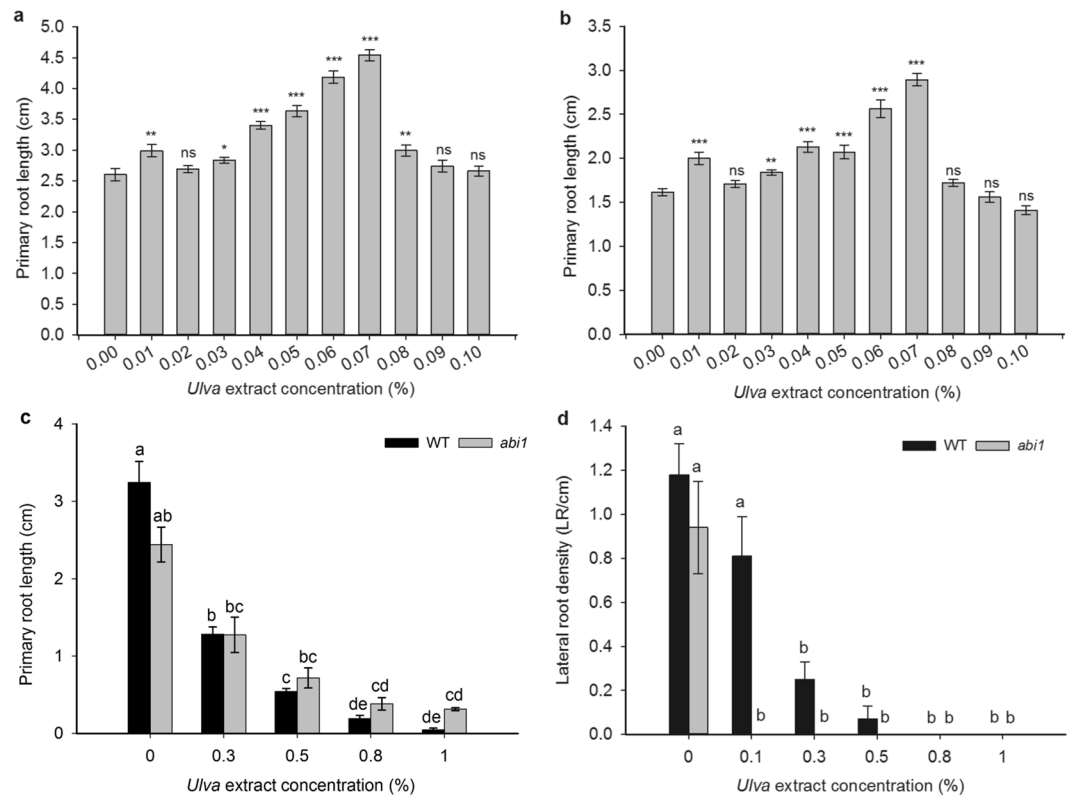 a
5.0
4.5
4.0
3.5
3.0
2.5
2.0
1.5
1.0
0.5
0.0
Primary root length (cm)
** ns * *** *** *** *** ** ns ns
0.00 0.01 0.02 0.03 0.04 0.05 0.06 0.07 0.08 0.09 0.10
Ulva extract concentration (%)
b
3.5
3.0
2.5
2.0
1.5
1.0
0.5
0.0
Primary root length (cm)
*** ns ** *** *** *** *** ns ns ns
0.00 0.01 0.02 0.03 0.04 0.05 0.06 0.07 0.08 0.09 0.10
Ulva extract concentration (%)
c
4
3
2
1
0
Primary root length (cm)
WT abi1
a ab b bc c bc de cd de cd
0 0.3 0.5 0.8 1
Ulva extract concentration (%)
d
1.4
1.2
1.0
0.8
0.6
0.4
0.2
0.0
Lateral root density (LR/cm)
WT abi1
a a a b b b b b b b b b
0 0.1 0.3 0.5 0.8 1
Ulva extract concentration (%)